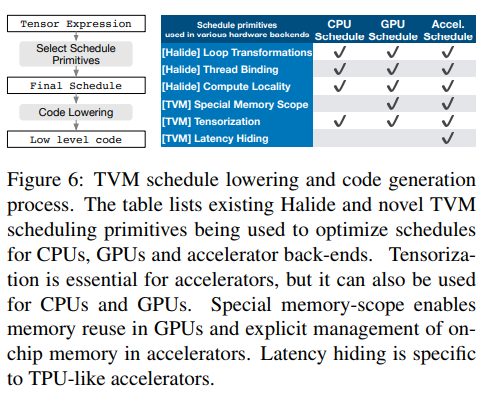 Tensor Expression
Select Schedule
Primitives
Final Schedule
Code Lowering
Low level code
Schedule primitives
used in various hardware backends
CPU
Schedule
GPU
Schedule
Accel.
Schedule
[Halide] Loop Transformations ✓ ✓ ✓
[Halide] Thread Binding ✓ ✓ ✓
[Halide] Compute Locality ✓ ✓ ✓
[TVM] Special Memory Scope ✓ ✓
[TVM] Tensorization ✓ ✓ ✓
[TVM] Latency Hiding ✓
Figure 6: TVM schedule lowering and code generation
process. The table lists existing Halide and novel TVM
scheduling primitives being used to optimize schedules
for CPUs, GPUs and accelerator back-ends. Tensoriza-
tion is essential for accelerators, but it can also be used
for CPUs and GPUs. Special memory-scope enables
memory reuse in GPUs and explicit management of on-
chip memory in accelerators. Latency hiding is specific
to TPU-like accelerators.